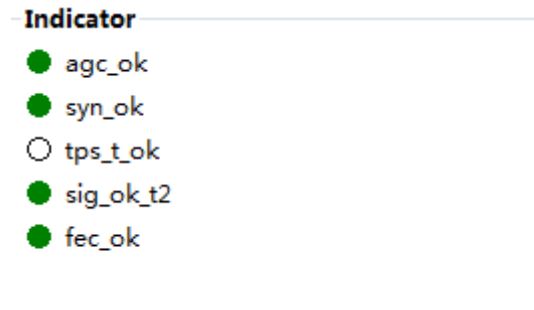 Indicator
agc_ok
syn_ok
tps_t_ok
sig_ok_t2
fec_ok